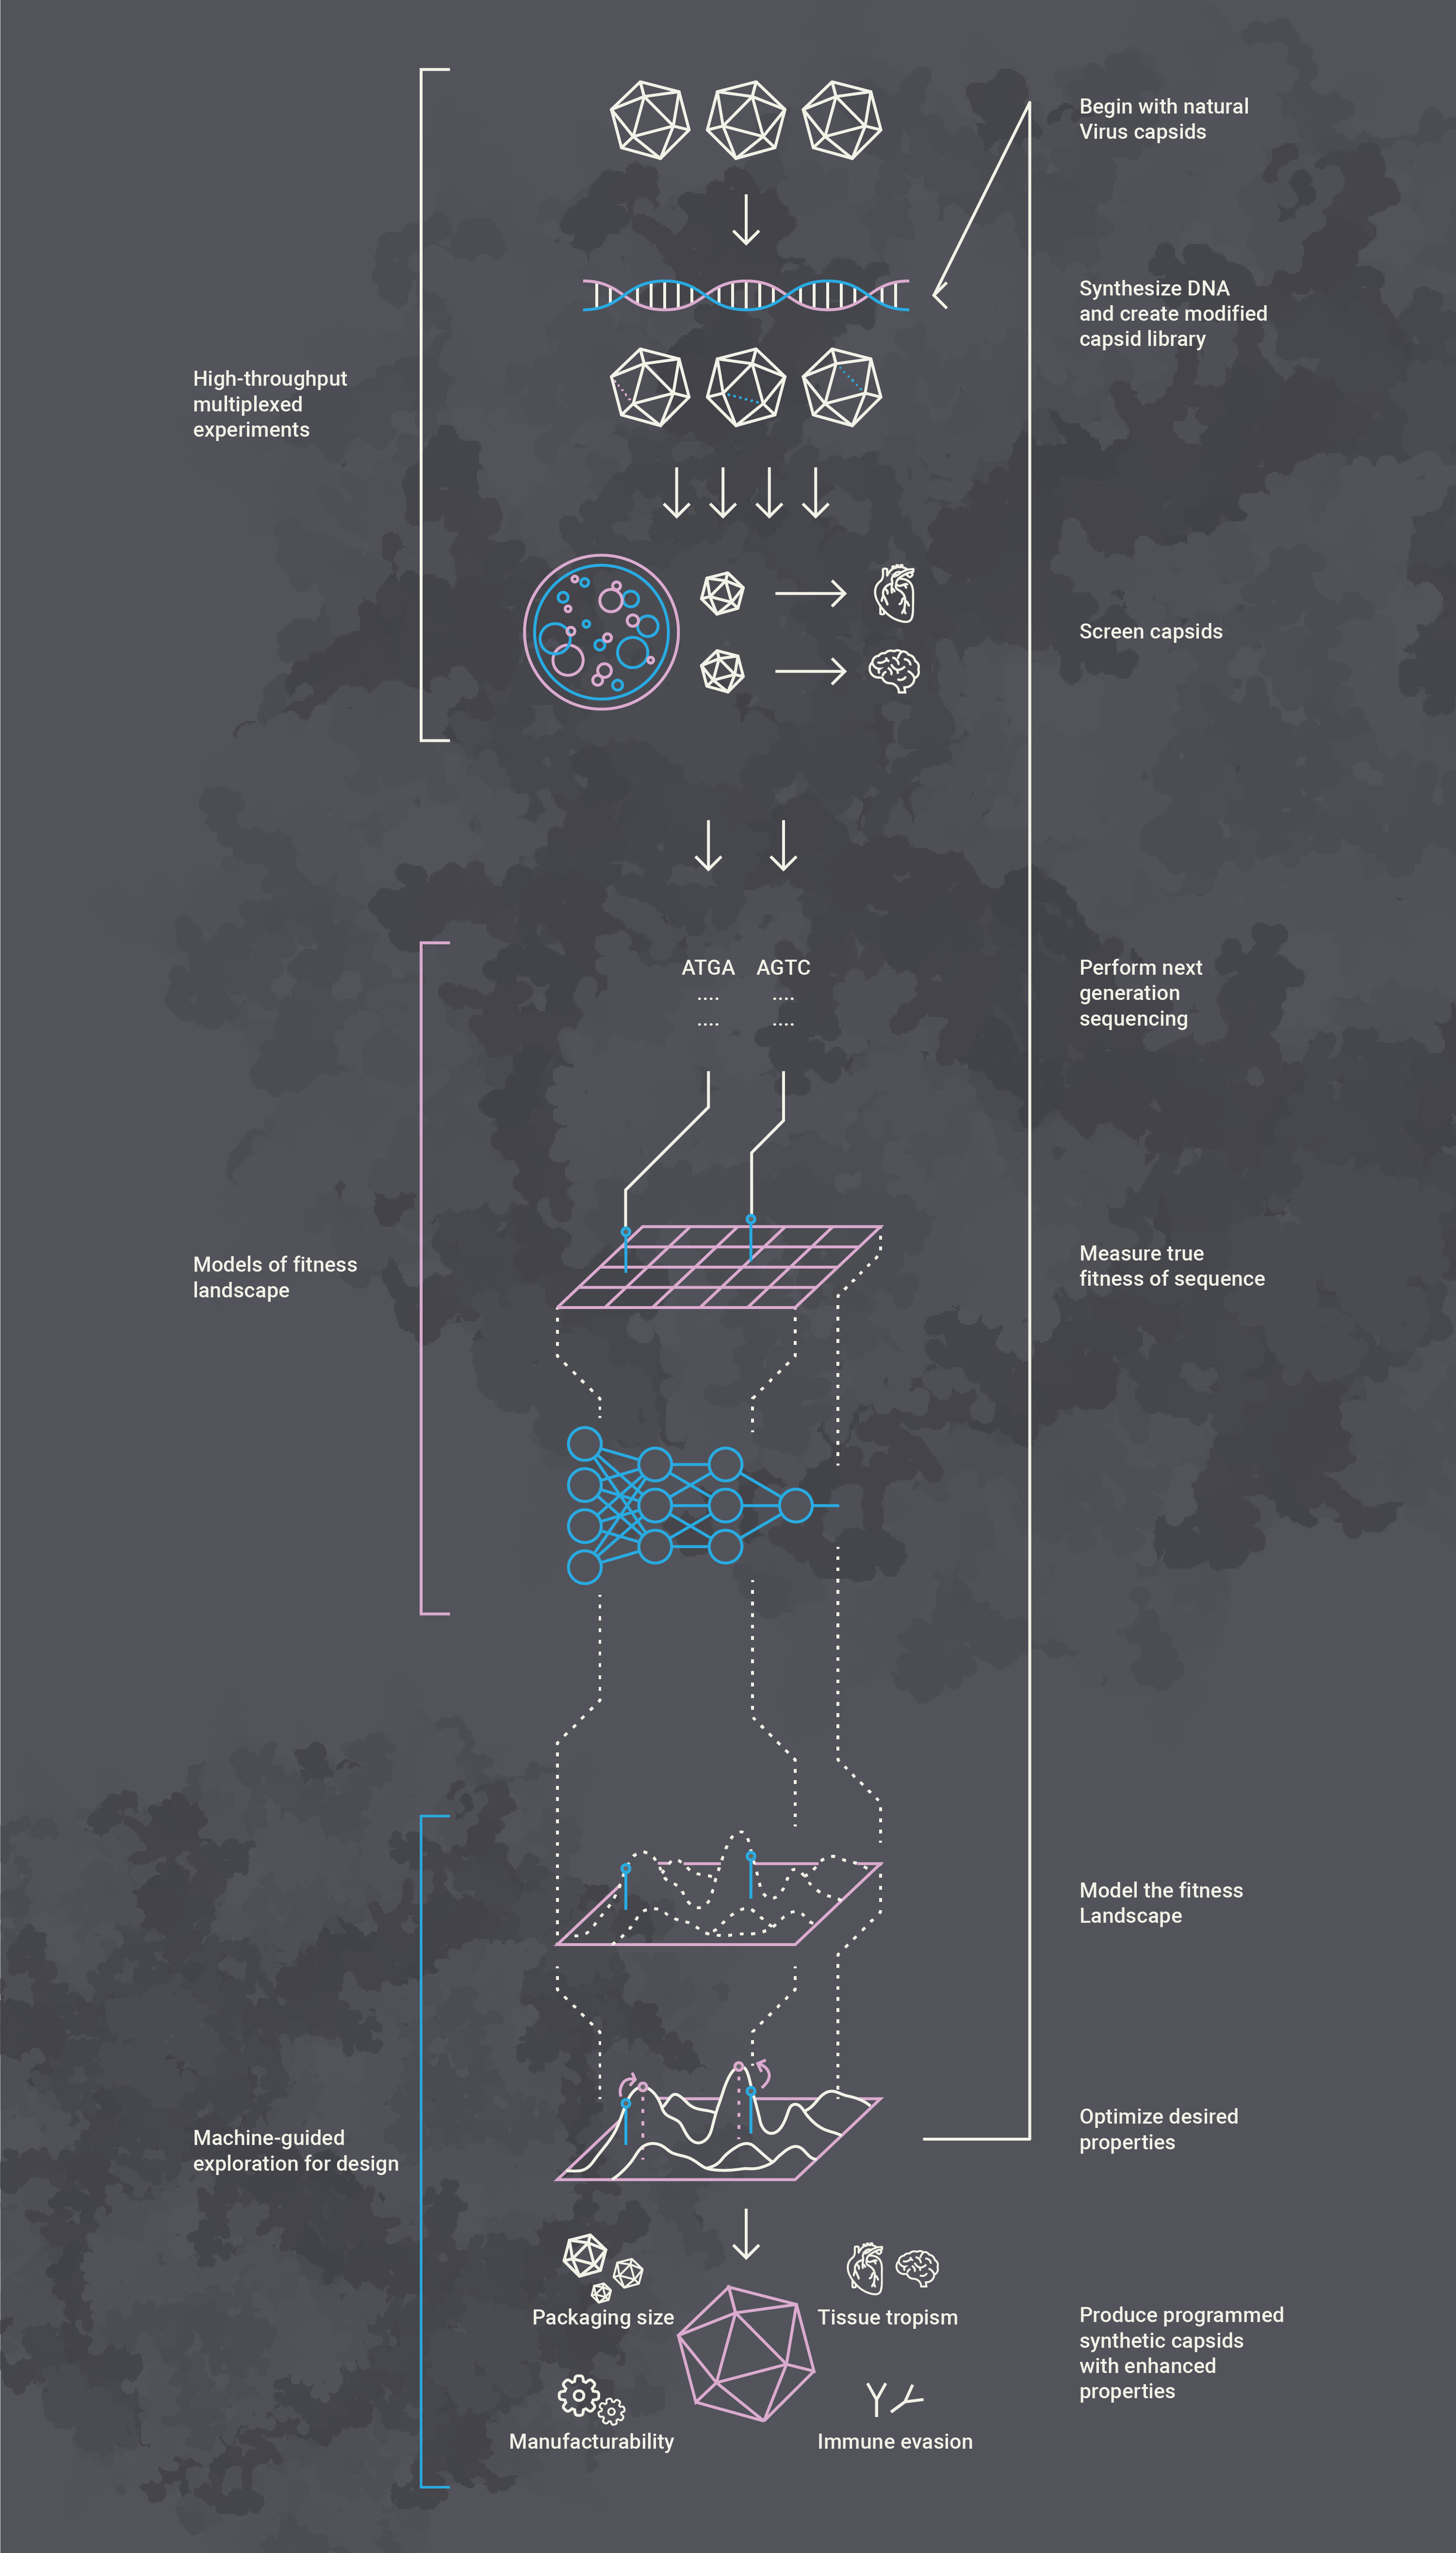 Begin with natural
Virus capsids
Synthesize DNA
and create modified
capsid library
High-throughput
multiplexed
experiments
Screen capsids
ATGA AGTC
.... ....
.... ....
Perform next
generation
sequencing
Models of fitness
landscape
Measure true
fitness of sequence
Model the fitness
Landscape
Machine-guided
exploration for design
Optimize desired
properties
Packaging size
Tissue tropism
Manufacturability
Immune evasion
Produce programmed
synthetic capsids
with enhanced
properties